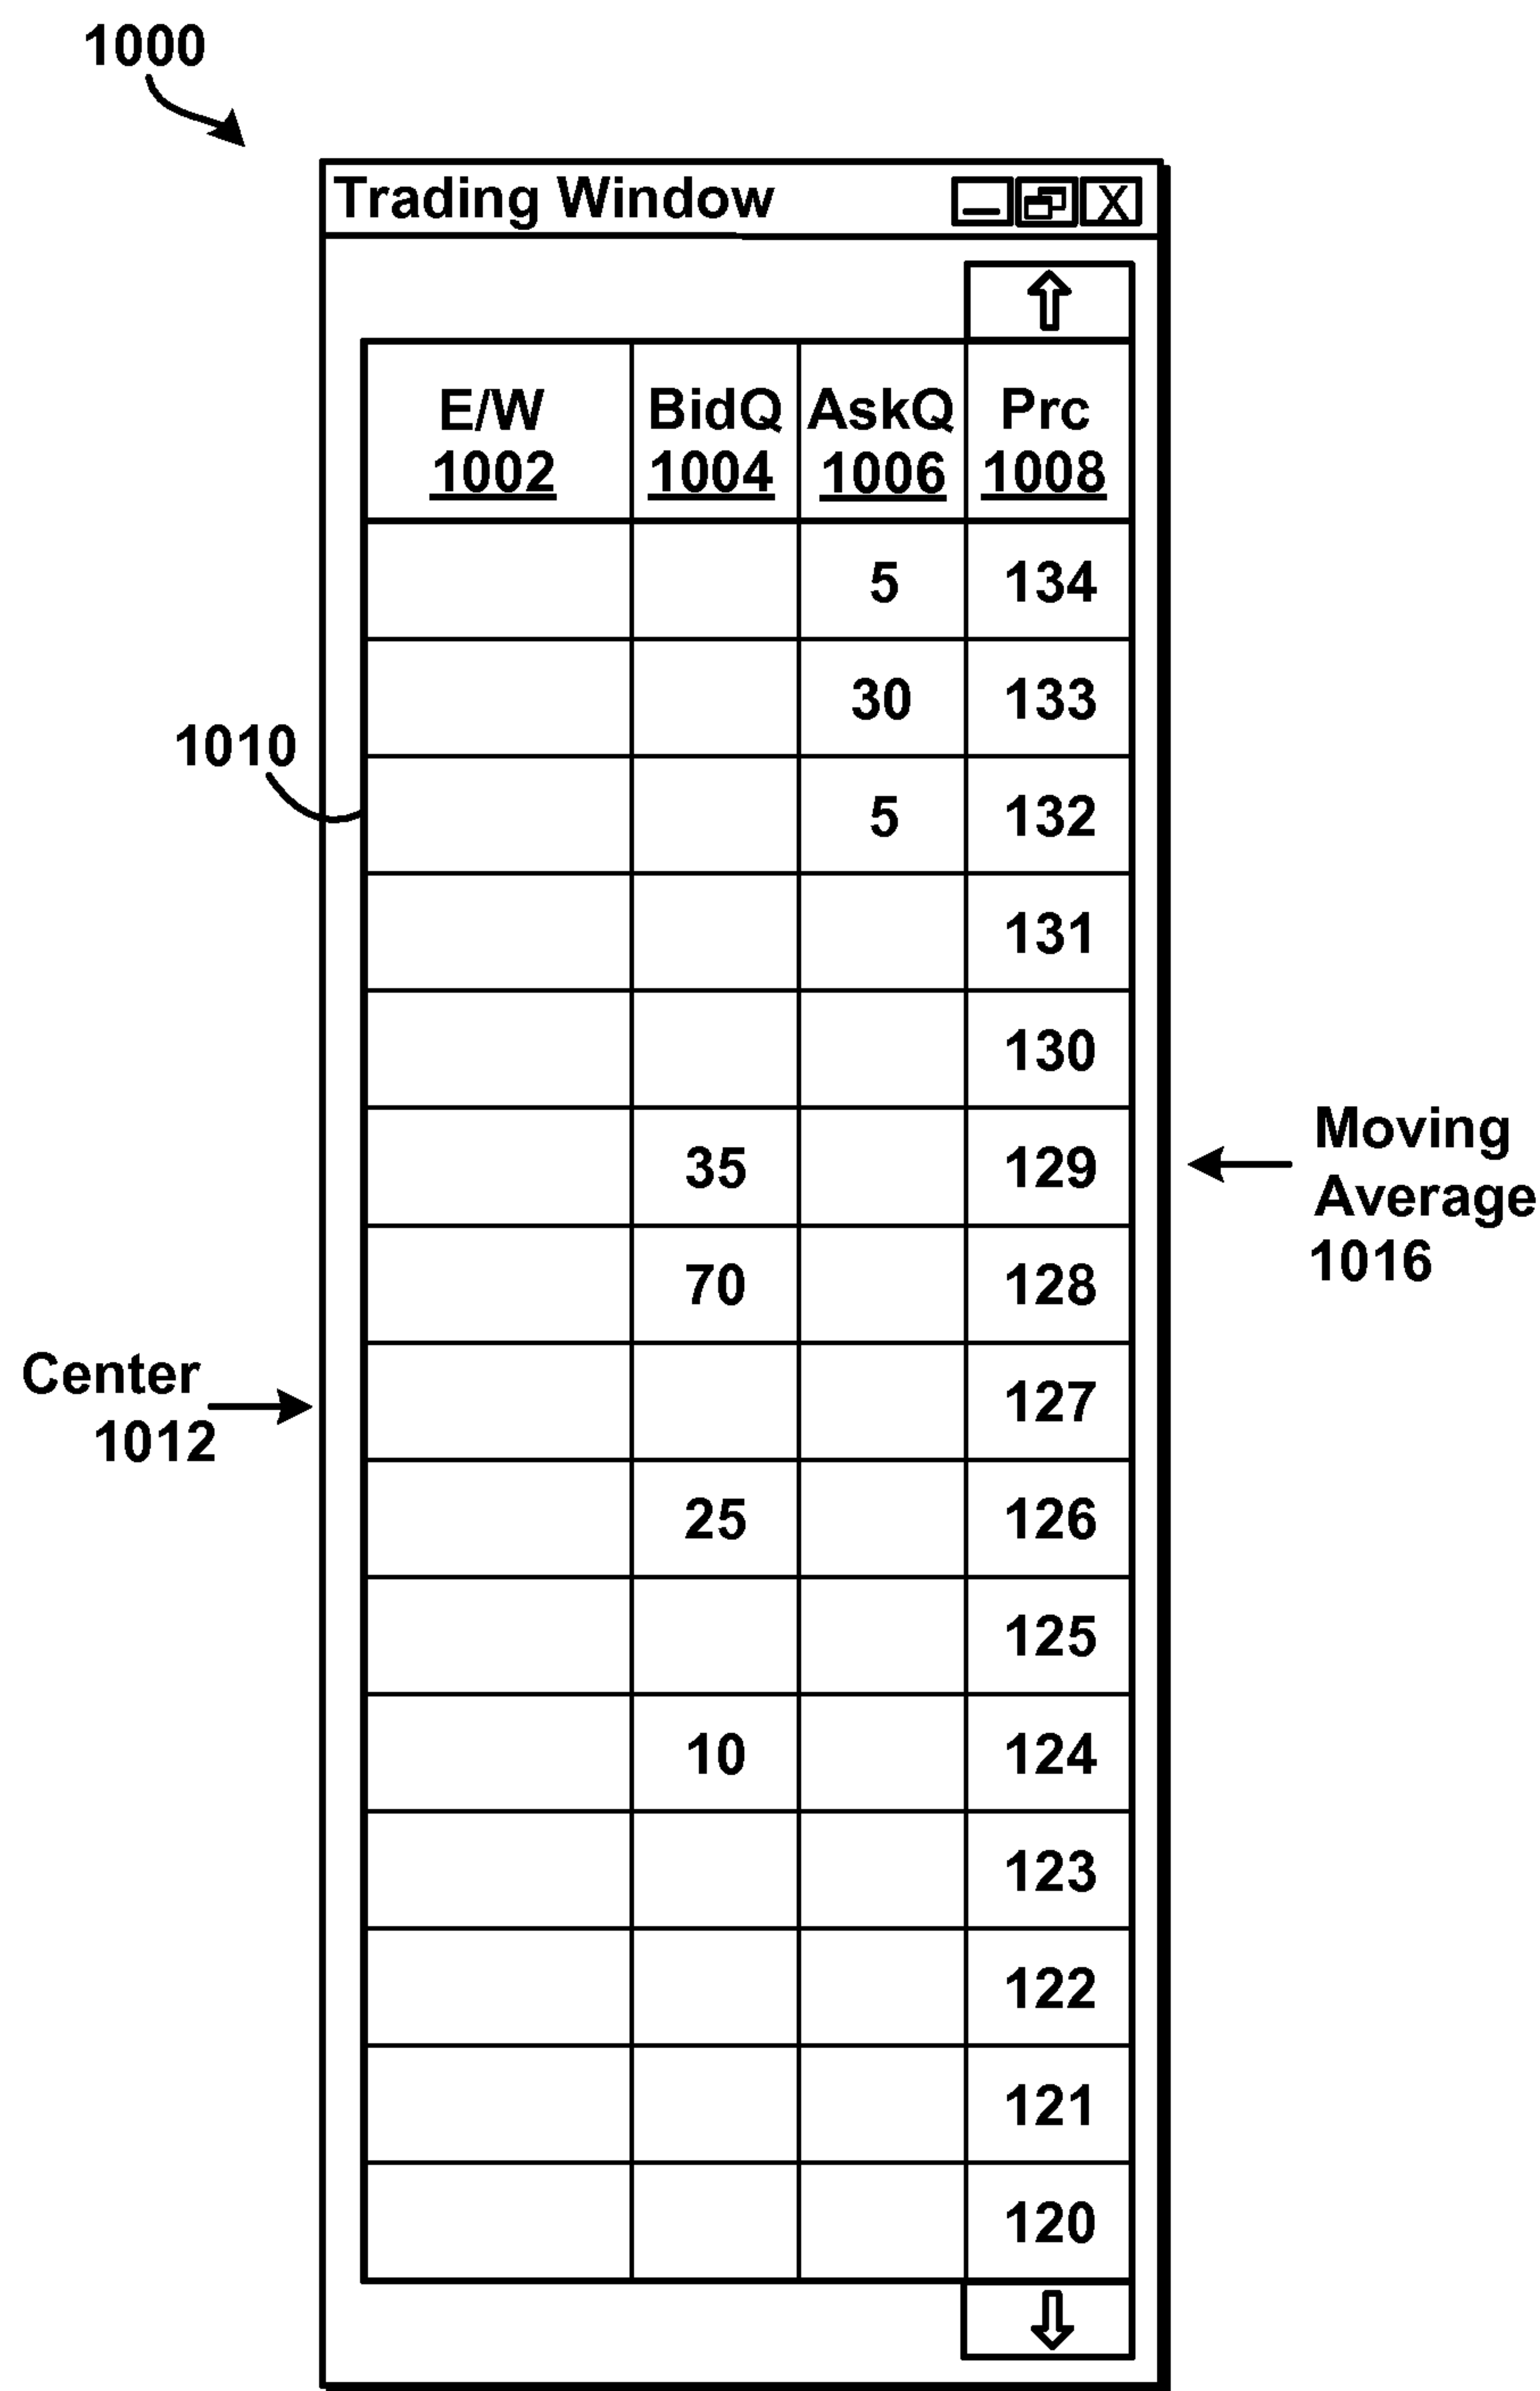 1000
Trading Window
X
E/W BidQ AskQ Prc
1002 1004 1006 1008
5 134
30 133
1010
5 132
131
130
35 129
Moving
Average
1016
70 128
127
Center
1012
25 126
125
10 124
123
122
121
120